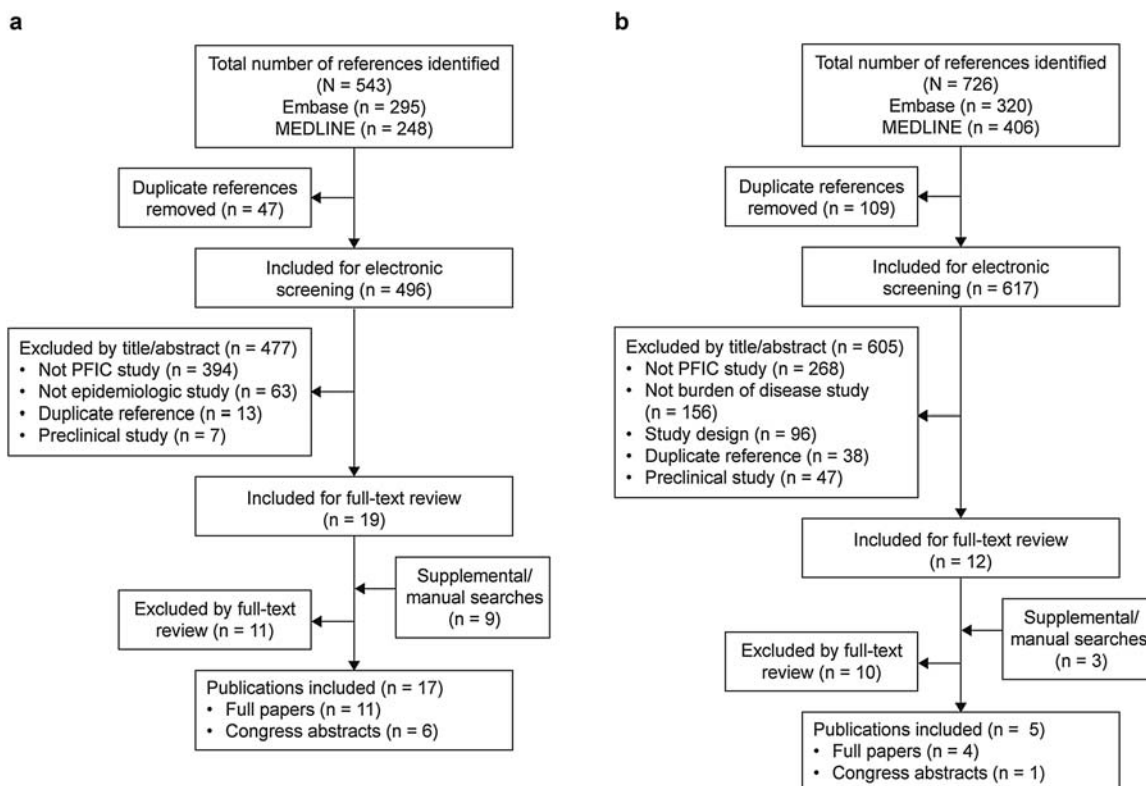 a
Total number of references identified
(N = 543)
Embase (n = 295)
MEDLINE (n = 248)
Duplicate references
removed (n = 47)
Included for electronic
screening (n = 496)
Excluded by title/abstract (n = 477)
• Not PFIC study (n = 394)
• Not epidemiologic study (n = 63)
• Duplicate reference (n = 13)
• Preclinical study (n = 7)
Included for full-text review
(n = 19)
Supplemental/
manual searches
(n = 9)
Excluded by full-text
review (n = 11)
Publications included (n = 17)
• Full papers (n = 11)
• Congress abstracts (n = 6)
b
Total number of references identified
(N = 726)
Embase (n = 320)
MEDLINE (n = 406)
Duplicate references
removed (n = 109)
Included for electronic
screening (n = 617)
Excluded by title/abstract (n = 605)
• Not PFIC study (n = 268)
• Not burden of disease study
(n = 156)
• Study design (n = 96)
• Duplicate reference (n = 38)
• Preclinical study (n = 47)
Included for full-text review
(n = 12)
Supplemental/
manual searches
(n = 3)
Excluded by full-text
review (n = 10)
Publications included (n = 5)
• Full papers (n = 4)
• Congress abstracts (n = 1)